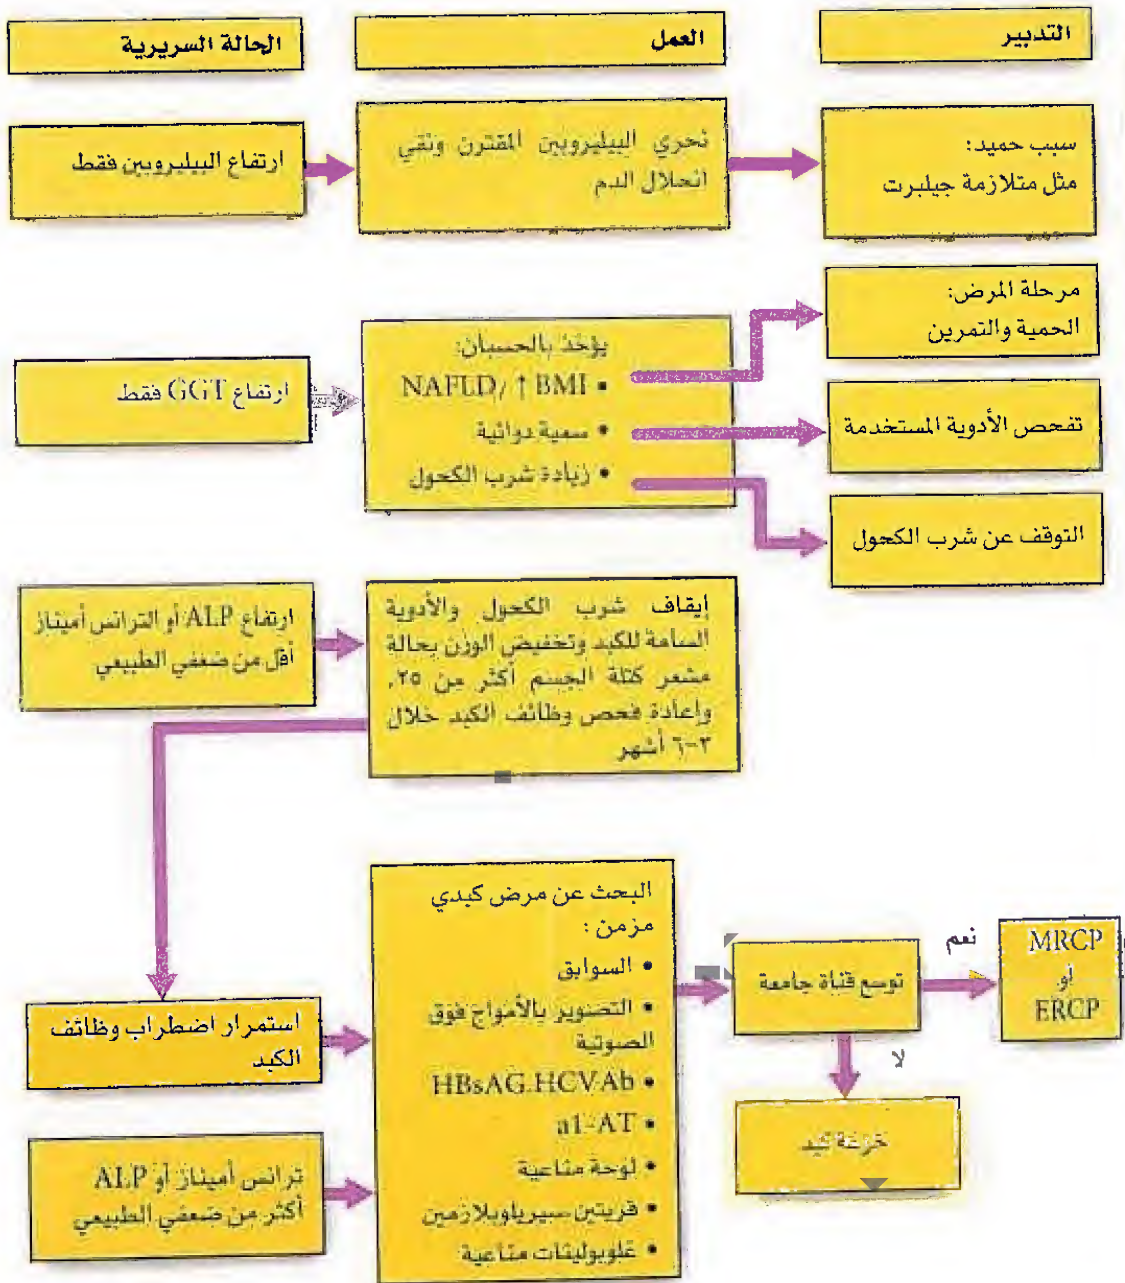 الحالة السريرية
العمل
التدبير
ارتفاع البيليروبين فقط
تحري البيليروبين المقترن ونفي
انحلال الدم
سبب حميد:
مثل متلازمة جيلبرت
ارتفاع GGT فقط
يؤخذ بالحسبان:
• NAFLD/ ↑ BMI
• سمية دوائية
• زيادة شرب الكحول
مرحلة المرض:
الحمية والتمرين
تفحص الأدوية المستخدمة
التوقف عن شرب الكحول
ارتفاع ALP أو الترانس أميناز
أقل من ضعفي الطبيعي
إيقاف شرب الكحول والأدوية
السامة للكبد وتخفيض الوزن بحالة
مشعر كتلة الجسم أكثر من ٢٥,
وإعادة فحص وظائف الكبد خلال
٣-٦ أشهر
استمرار اضطراب وظائف
الكبد
ترانس أميناز أو ALP
أكثر من ضعفي الطبيعي
البحث عن مرض كبدي
مزمن :
• السوابق
• التصوير بالأمواج فوق
الصوتية
• HBsAG.HCVAb
• a1-AT
• لوحة مناعية
• فريتين سيرياوبلازمين
• غلوبولينات مناعية
توسع قناة جامعة
نعم
MRCP
أو
ERCP
لا
خزعة كبد